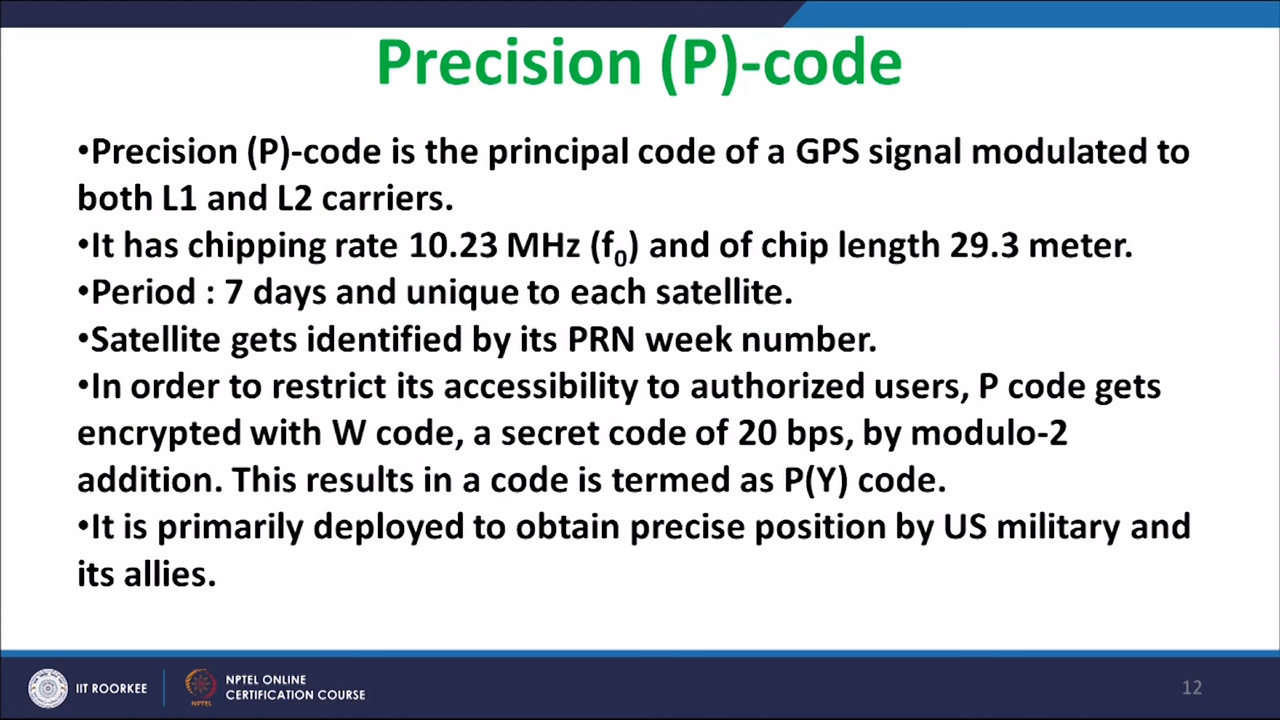 Precision (P)-code
•Precision (P)-code is the principal code of a GPS signal modulated to
both L1 and L2 carriers.
•It has chipping rate 10.23 MHz (f0) and of chip length 29.3 meter.
•Period : 7 days and unique to each satellite.
•Satellite gets identified by its PRN week number.
•In order to restrict its accessibility to authorized users, P code gets
encrypted with W code, a secret code of 20 bps, by modulo-2
addition. This results in a code is termed as P(Y) code.
•It is primarily deployed to obtain precise position by US military and
its allies.
IIT ROORKEE
NPTEL
NPTEL ONLINE
CERTIFICATION COURSE
12